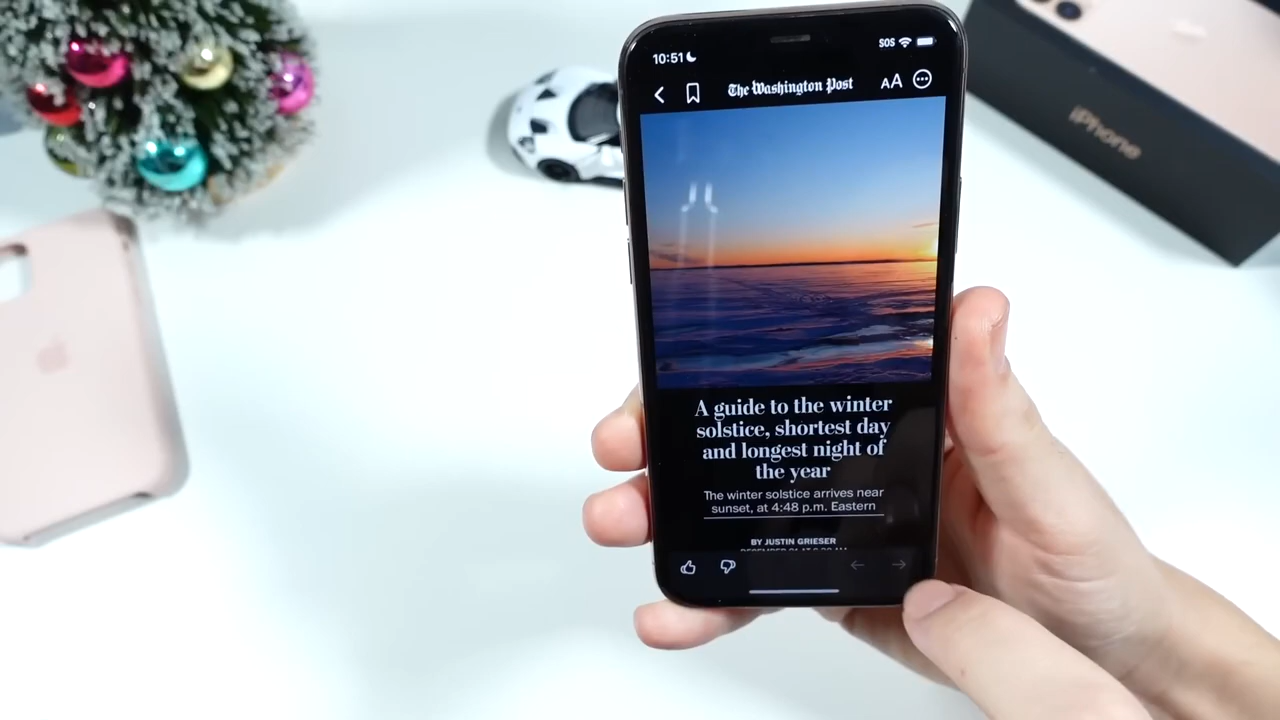 10:51
SOS
The Washington Post
AA
iPhone
A guide to the winter
solstice, shortest day
and longest night of
the year
The winter solstice arrives near
sunset, at 4:48 p.m. Eastern
BY JUSTIN GRIESER